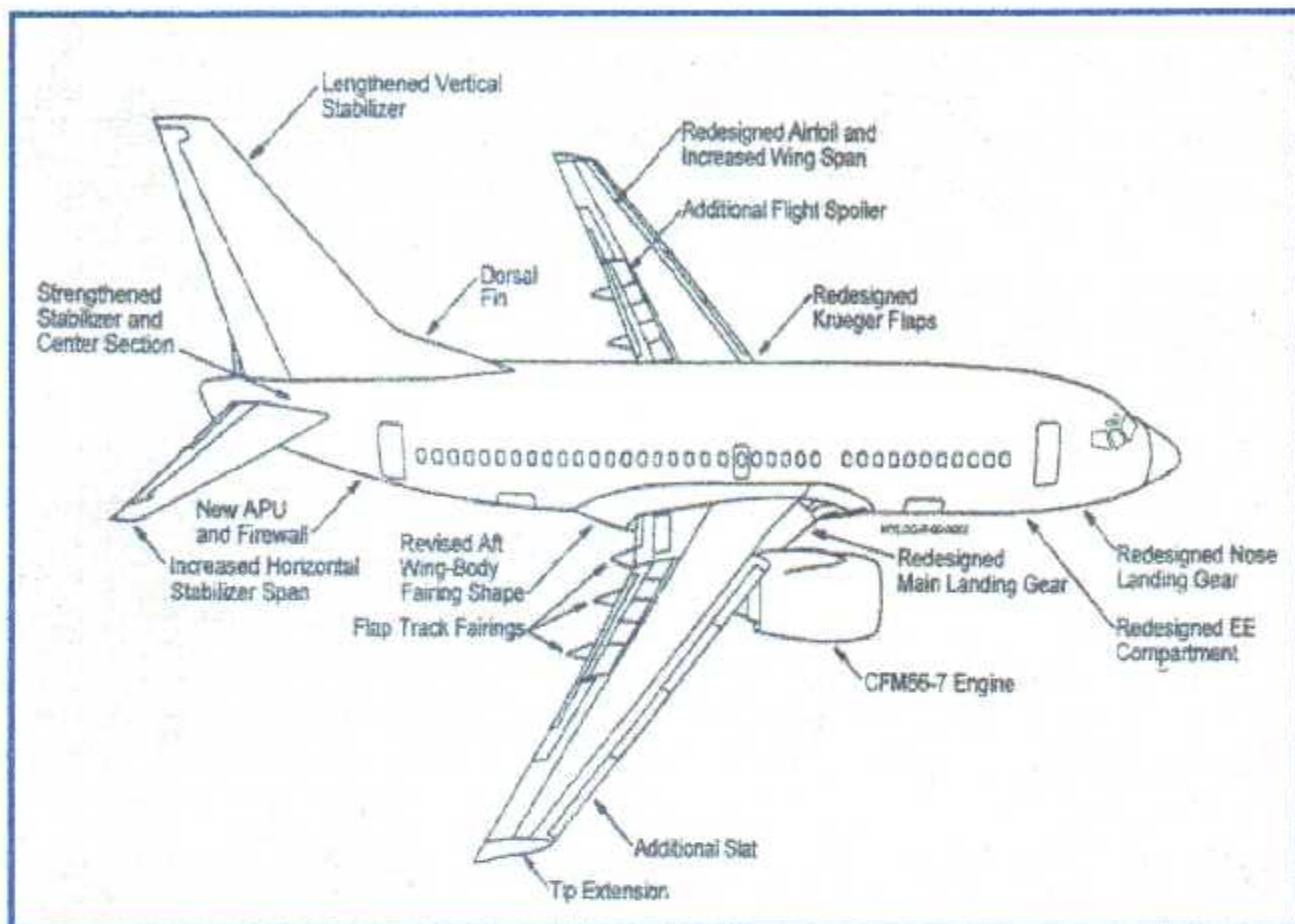 Lengthened Vertical
Stabilizer
Redesigned Airfoil and
Increased Wing Span
Additional Flight Spoiler
Dorsal
Fin
Strengthened
Stabilizer and
Center Section
Redesigned
Krueger Flaps
New APU
and Firewall
Increased Horizontal
Stabilizer Span
Revised Aft
Wing-Body
Fairing Shape
Flap Track Fairings
Redesigned
Main Landing Gear
Redesigned Nose
Landing Gear
Redesigned EE
Compartment
CFM56-7 Engine
Additional Slat
Tip Extension